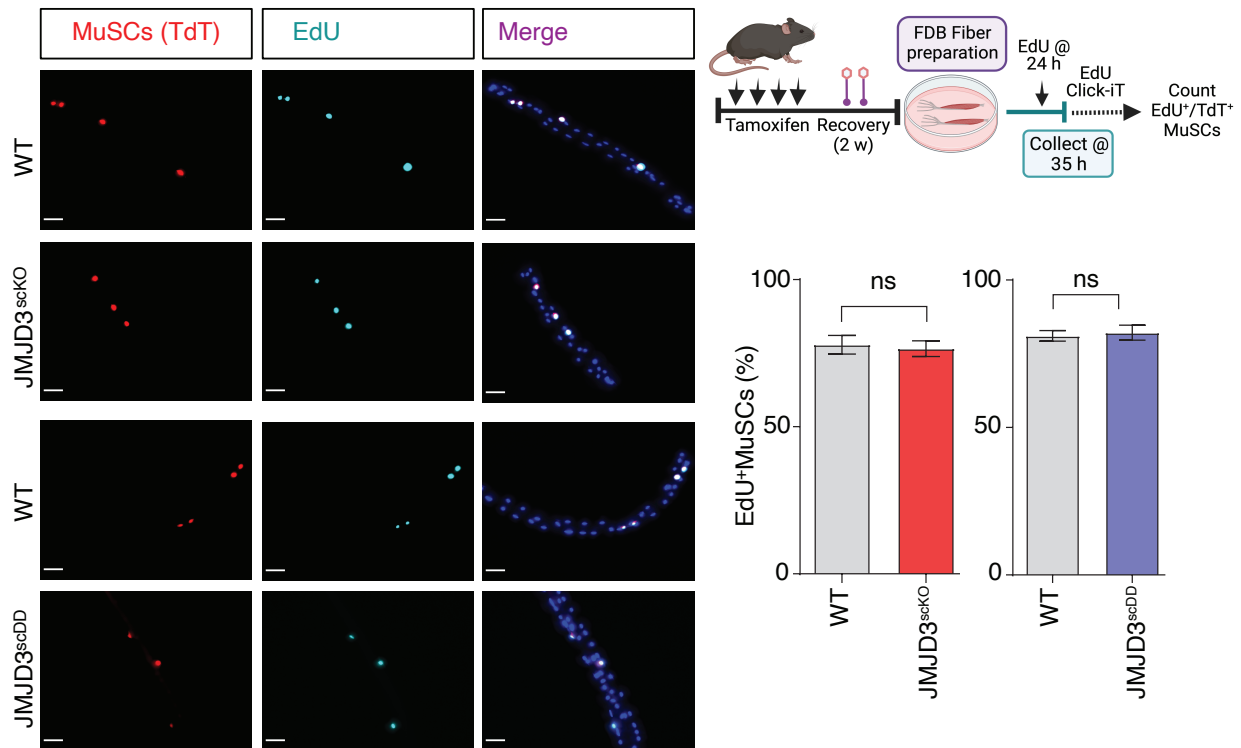 MuSCs (TdT)
EdU
Merge
WT
JMJD3scKO
WT
JMJD3scDD
FDB Fiber
preparation
EdU @
24 h
EdU
Click-iT
Count
EdU⁺/TdT⁺
MuSCs
Tamoxifen
Recovery
(2 w)
Collect @
35 h
EdU⁺MuSCs (%)
100
50
0
ns
WT
JMJD3scKO
100
50
0
ns
WT
JMJD3scDD